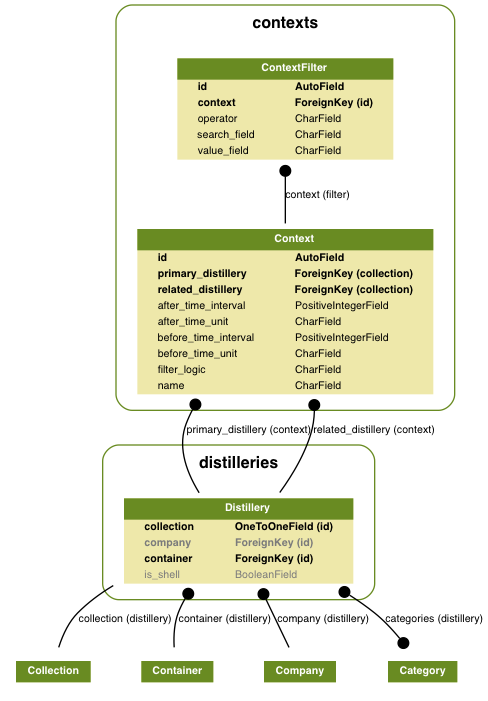 contexts
ContextFilter
id AutoField
context ForeignKey (id)
operator CharField
search_field CharField
value_field CharField
context (filter)
Context
id AutoField
primary_distillery ForeignKey (collection)
related_distillery ForeignKey (collection)
after_time_interval PositiveIntegerField
after_time_unit CharField
before_time_interval PositiveIntegerField
before_time_unit CharField
filter_logic CharField
name CharField
primary_distillery (context) related_distillery (context)
distilleries
Distillery
collection OneToOneField (id)
company ForeignKey (id)
container ForeignKey (id)
is_shell BooleanField
collection (distillery) container (distillery) company (distillery) categories (distillery)
Collection Container Company Category